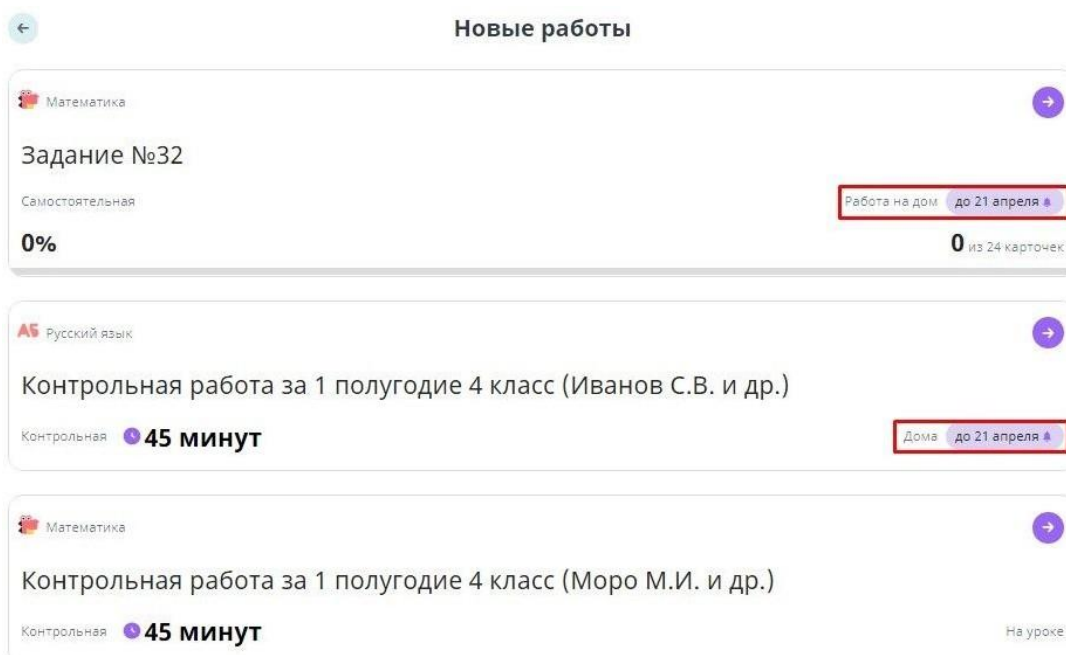 Новые работы
Математика
Задание №32
Самостоятельная
Работа на дом до 21 апреля
0%
0 из 24 карточек
АБ Русский язык
Контрольная работа за 1 полугодие 4 класс (Иванов С.В. и др.)
Контрольная 45 минут
Дома до 21 апреля
Математика
Контрольная работа за 1 полугодие 4 класс (Моро М.И. и др.)
Контрольная 45 минут
На уроке